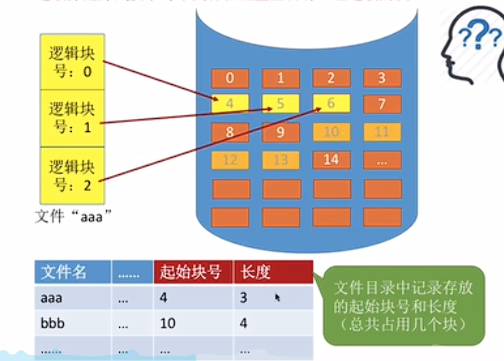 逻辑块
号：0
逻辑块
号：1
逻辑块
号：2
文件“aaa”
0 1 2 3
4 5 6 7
8 9 10 11
12 13 14 ...
???
文件名 …… 起始块号 长度
aaa ... 4 3
bbb ... 10 4
…… ... ...
文件目录中记录存放
的起始块号和长度
（总共占用几个块）